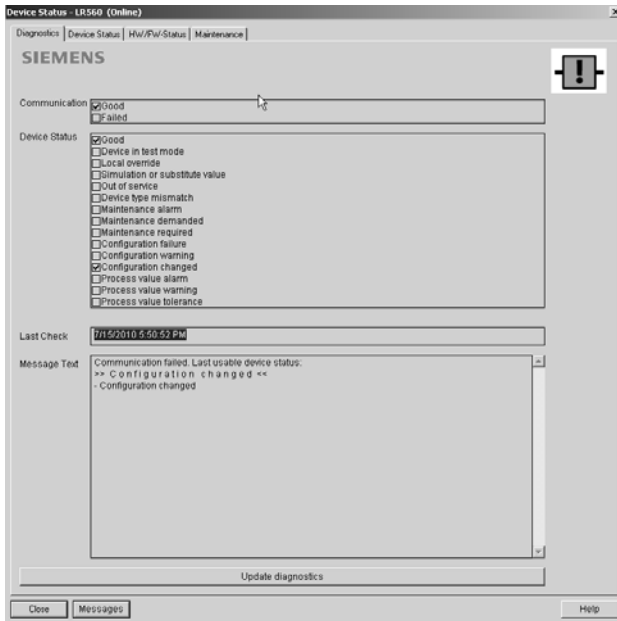 Device Status - LR560 (Online)
Diagnostics Device Status HW/FW-Status Maintenance
SIEMENS
!
Communication
Good
Failed
Device Status
Good
Device in test mode
Local override
Simulation or substitute value
Out of service
Device type mismatch
Maintenance alarm
Maintenance demanded
Maintenance required
Configuration failure
Configuration warning
Configuration changed
Process value alarm
Process value warning
Process value tolerance
Last Check 7/15/2010 5:50:52 PM
Message Text
Communication failed. Last usable device status:
>> C o n f i g u r a t i o n c h a n g e d <<
- Configuration changed
Update diagnostics
Close Messages Help